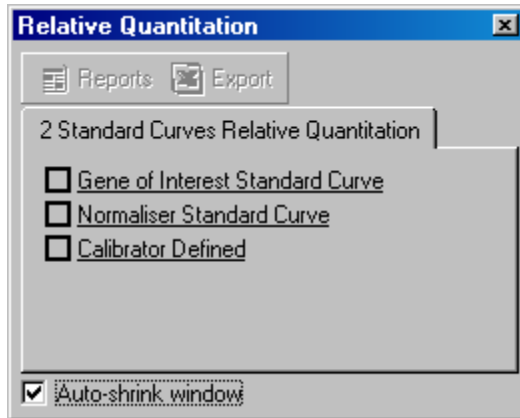 Relative Quantitation
Reports Export
2 Standard Curves Relative Quantitation
Gene of Interest Standard Curve
Normaliser Standard Curve
Calibrator Defined
Auto-shrink window